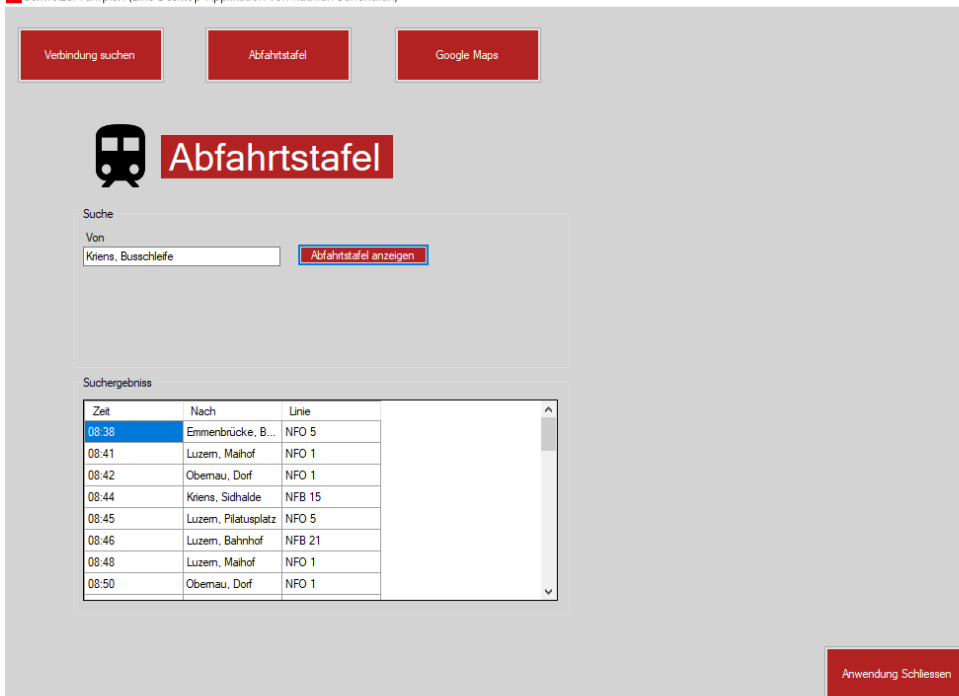 Verbindung suchen Abfahrtstafel Google Maps
Abfahrtstafel
Suche
Von
Kriens, Busschleife Abfahrtstafel anzeigen
Suchergebniss
Zeit Nach Linie
08:38 Emmenbrücke, B... NFO 5
08:41 Luzern, Maihof NFO 1
08:42 Obernau, Dorf NFO 1
08:44 Kriens, Sidhalde NFB 15
08:45 Luzern, Pilatusplatz NFO 5
08:46 Luzern, Bahnhof NFB 21
08:48 Luzern, Maihof NFO 1
08:50 Obernau, Dorf NFO 1
Anwendung Schliessen